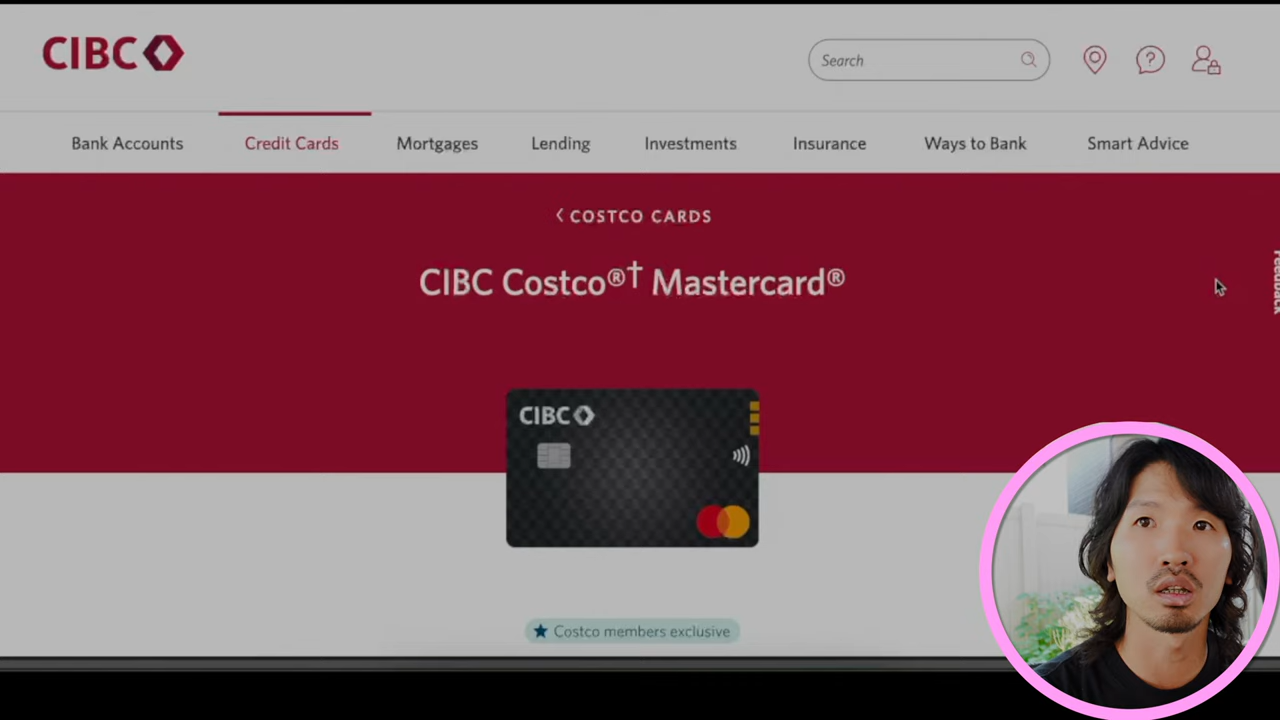 CIBC
Search
Bank Accounts
Credit Cards
Mortgages
Lending
Investments
Insurance
Ways to Bank
Smart Advice
Feedback
< COSTCO CARDS
CIBC Costco®† Mastercard®
CIBC
★ Costco members exclusive